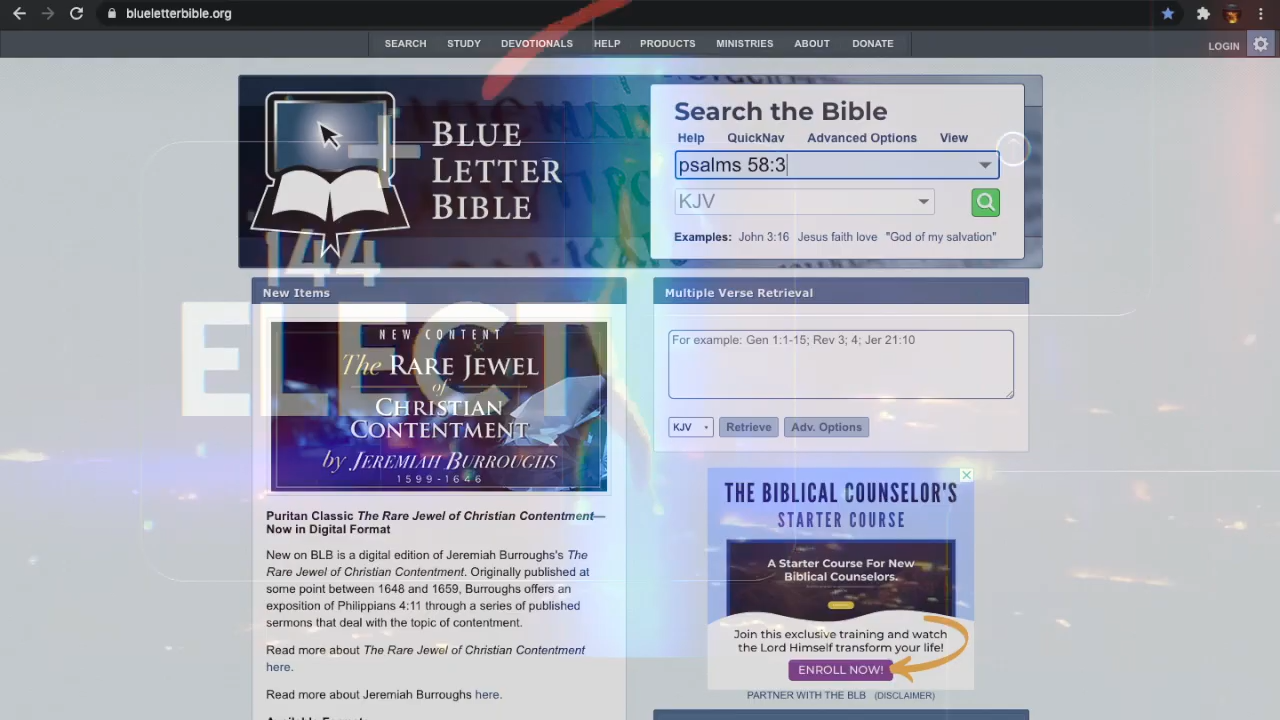 blueletterbible.org
SEARCH STUDY DEVOTIONALS HELP PRODUCTS MINISTRIES ABOUT DONATE
LOGIN
BLUE
LETTER
BIBLE
Search the Bible
Help QuickNav Advanced Options View
psalms 58:3
KJV
Examples: John 3:16 Jesus faith love "God of my salvation"
144
ELECT
New Items
NEW CONTENT
The RARE JEWEL
of
CHRISTIAN
CONTENTMENT
by JEREMIAH BURROUGHS
1599-1646
Puritan Classic The Rare Jewel of Christian Contentment—
Now in Digital Format
New on BLB is a digital edition of Jeremiah Burroughs's The
Rare Jewel of Christian Contentment. Originally published at
some point between 1648 and 1659, Burroughs offers an
exposition of Philippians 4:11 through a series of published
sermons that deal with the topic of contentment.
Read more about The Rare Jewel of Christian Contentment
here.
Read more about Jeremiah Burroughs here.
Multiple Verse Retrieval
For example: Gen 1:1-15; Rev 3; 4; Jer 21:10
KJV Retrieve Adv. Options
THE BIBLICAL COUNSELOR'S
STARTER COURSE
A Starter Course For New
Biblical Counselors.
Join this exclusive training and watch
the Lord Himself transform your life!
ENROLL NOW!
PARTNER WITH THE BLB (DISCLAIMER)